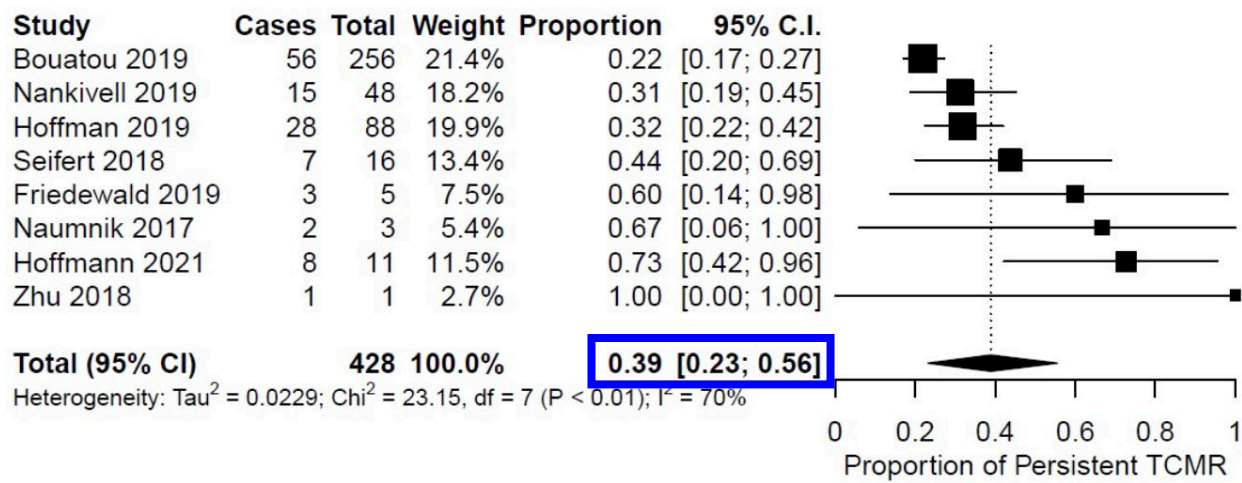 Study Cases Total Weight Proportion 95% C.I.
Bouatou 2019 56 256 21.4% 0.22 [0.17; 0.27]
Nankivell 2019 15 48 18.2% 0.31 [0.19; 0.45]
Hoffman 2019 28 88 19.9% 0.32 [0.22; 0.42]
Seifert 2018 7 16 13.4% 0.44 [0.20; 0.69]
Friedewald 2019 3 5 7.5% 0.60 [0.14; 0.98]
Naumnik 2017 2 3 5.4% 0.67 [0.06; 1.00]
Hoffmann 2021 8 11 11.5% 0.73 [0.42; 0.96]
Zhu 2018 1 1 2.7% 1.00 [0.00; 1.00]
Total (95% CI) 428 100.0% 0.39 [0.23; 0.56]
Heterogeneity: Tau² = 0.0229; Chi² = 23.15, df = 7 (P < 0.01); I² = 70%
0 0.2 0.4 0.6 0.8 1
Proportion of Persistent TCMR